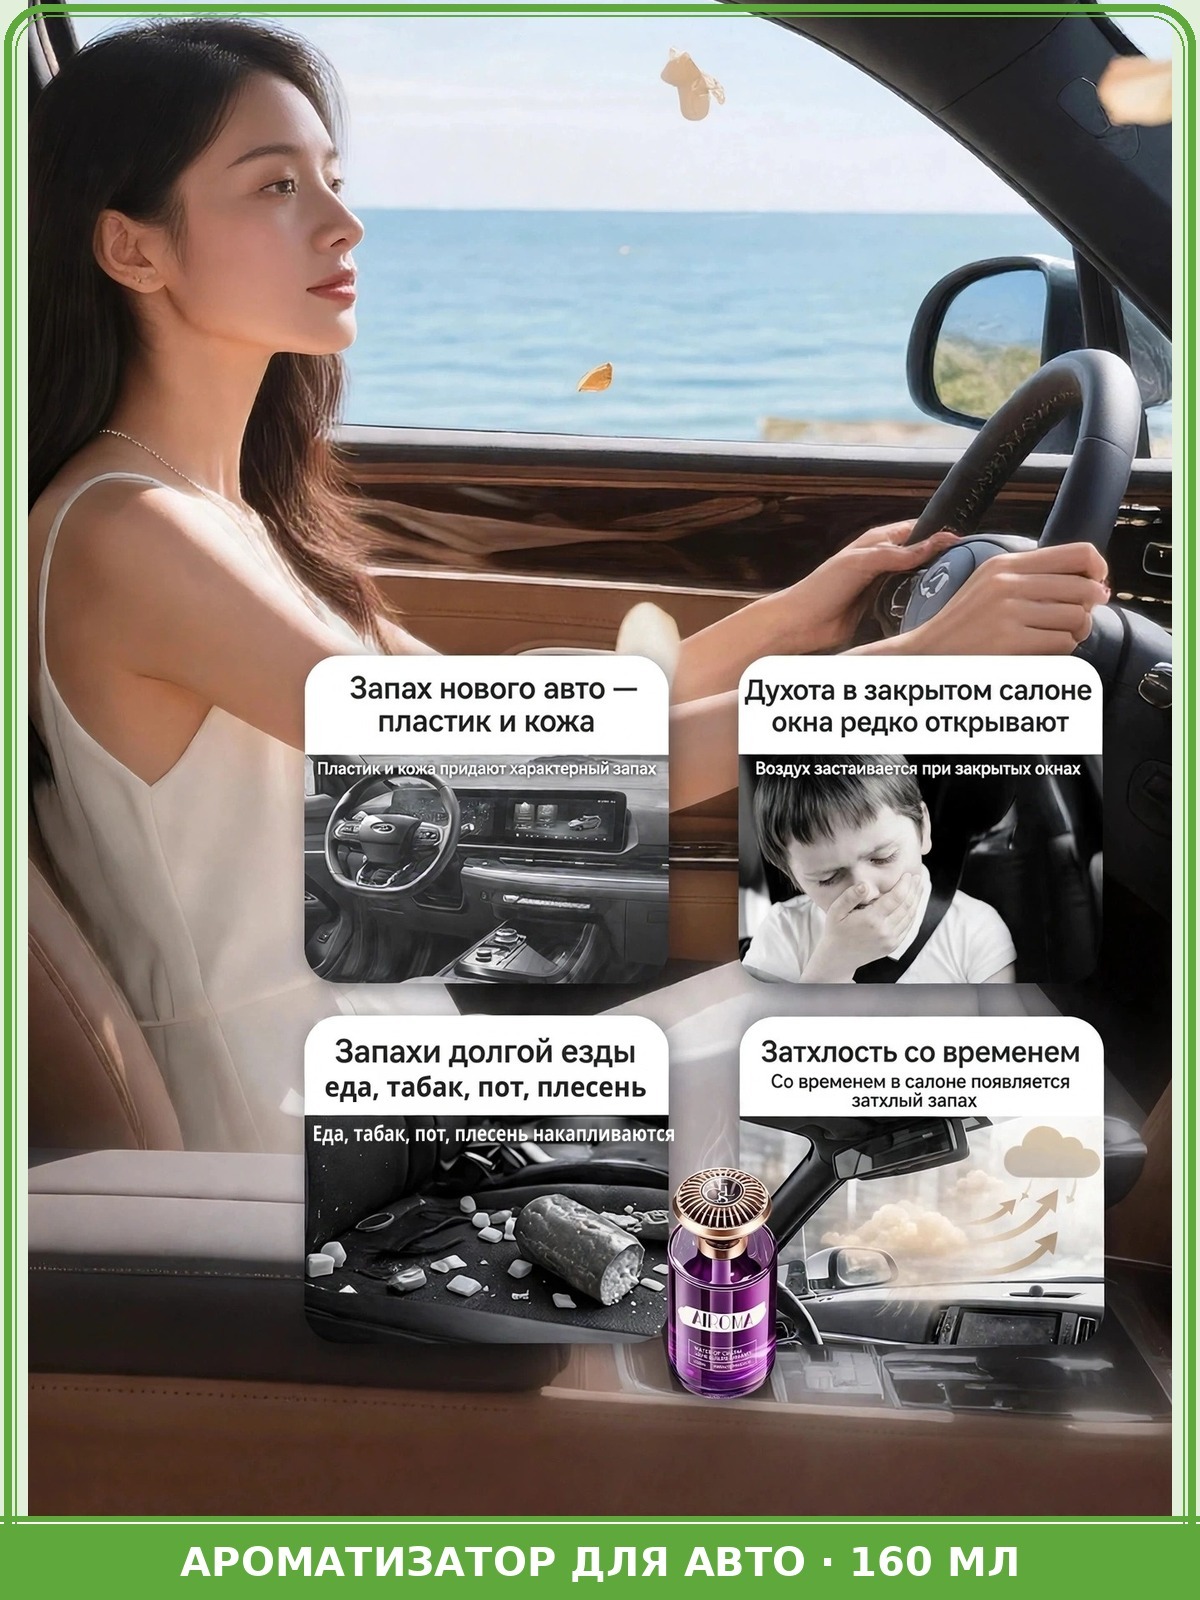 Запах нового авто —
пластик и кожа
Пластик и кожа придают характерный запах
Духота в закрытом салоне
окна редко открывают
Воздух застаивается при закрытых окнах
Запахи долгой езды
еда, табак, пот, плесень
Еда, табак, пот, плесень накапливаются
Затхлость со временем
Со временем в салоне появляется
затхлый запах
AIROMA
АРОМАТИЗАТОР ДЛЯ АВТО · 160 МЛ